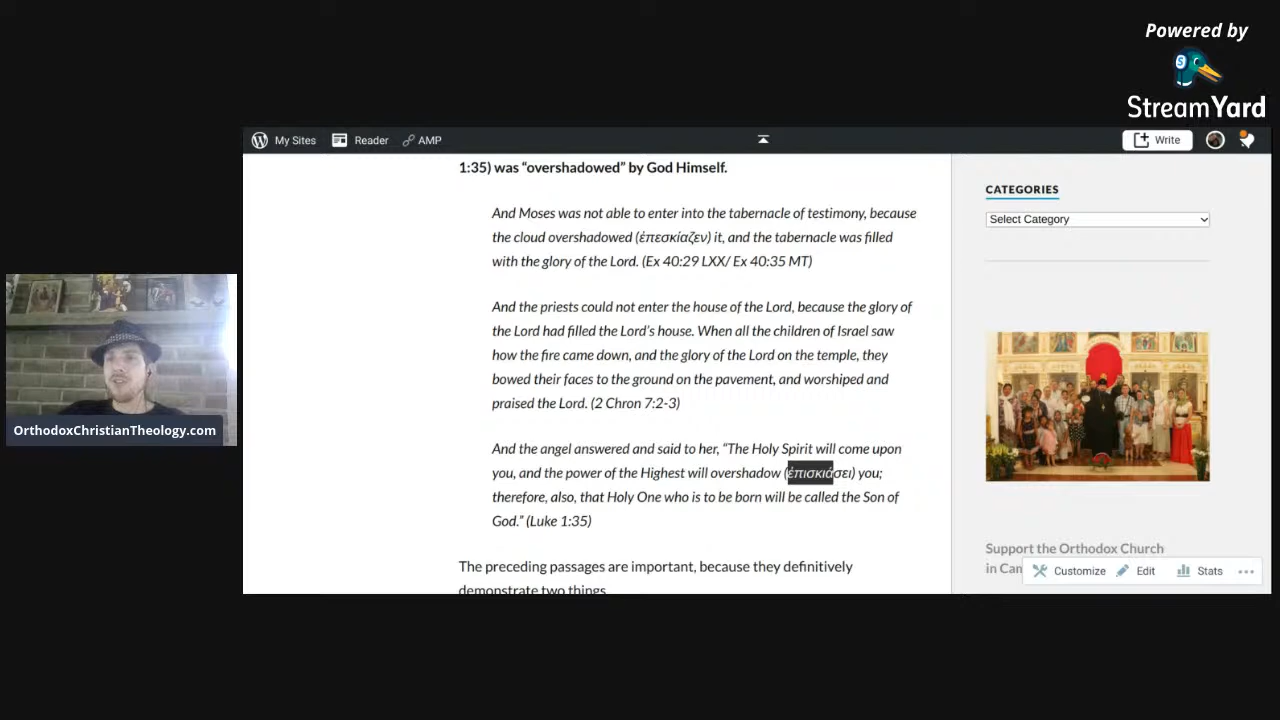 Powered by
StreamYard
My Sites
Reader
AMP
Write
1:35) was “overshadowed” by God Himself.
And Moses was not able to enter into the tabernacle of testimony, because
the cloud overshadowed (ἐπεσκίαζεν) it, and the tabernacle was filled
with the glory of the Lord. (Ex 40:29 LXX/ Ex 40:35 MT)
And the priests could not enter the house of the Lord, because the glory of
the Lord had filled the Lord’s house. When all the children of Israel saw
how the fire came down, and the glory of the Lord on the temple, they
bowed their faces to the ground on the pavement, and worshiped and
praised the Lord. (2 Chron 7:2-3)
And the angel answered and said to her, “The Holy Spirit will come upon
you, and the power of the Highest will overshadow (ἐπισκιάσει) you;
therefore, also, that Holy One who is to be born will be called the Son of
God.” (Luke 1:35)
The preceding passages are important, because they definitively
demonstrate two things.
CATEGORIES
Select Category
Support the Orthodox Church
in Cam
Customize
Edit
Stats
OrthodoxChristianTheology.com